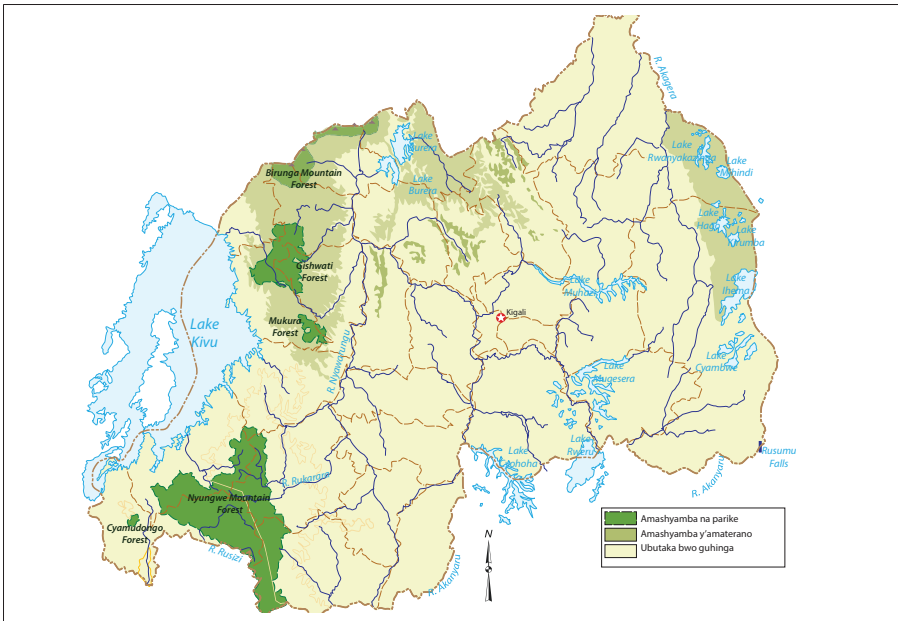 R. Akagera
Lake
Burera
Lake
Rwanyakazinga
Lake
Mihindi
Birunga Mountain
Forest
Lake
Burera
Lake
Hago
Lake
Kirumba
Gishwati
Forest
Lake
Muhazi
Lake
Ihema
Mukura
Forest
Kigali
Lake
Kivu
R. Nyawarungu
Lake
Cyambwe
Lake
Mugesera
Lake
Rweru
Lake
Cyohoha
Rusumu
Falls
R. Rukarara
R. Akanyaru
Nyungwe Mountain
Forest
Cyamudongo
Forest
R. Rusizi
R. Akanyaru
N
Amashyamba na parike
Amashyamba y'amaterano
Ubutaka bwo guhinga